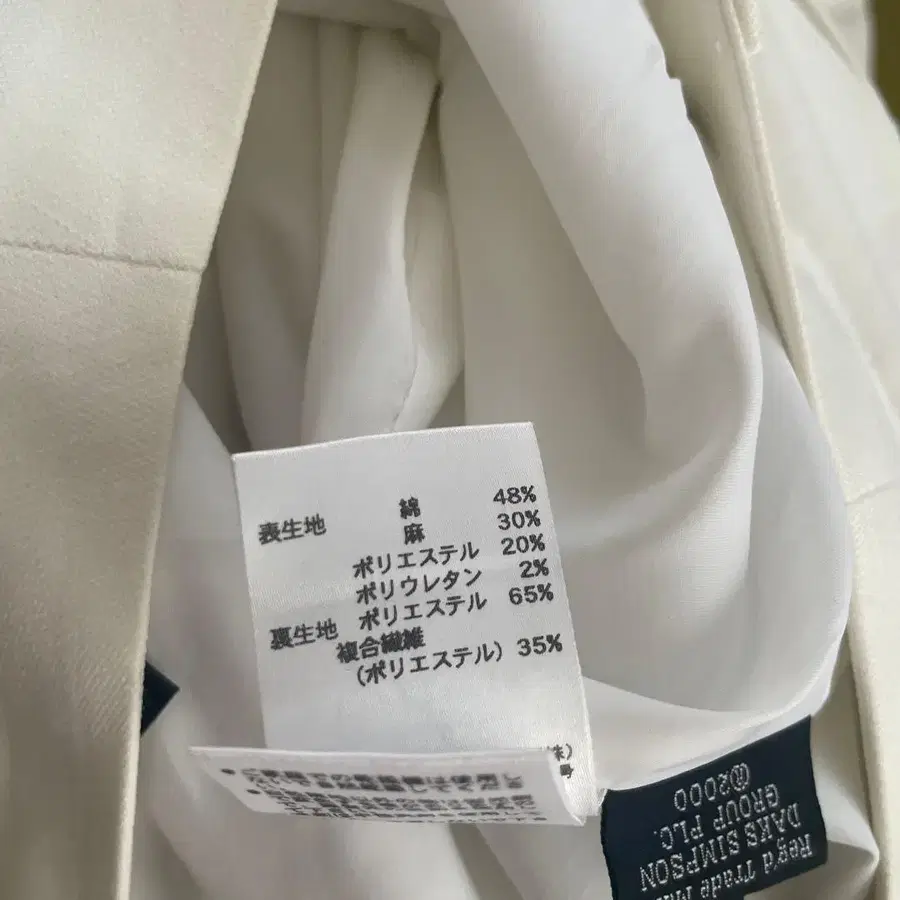 表生地 綿 48%
麻 30%
ポリエステル 20%
ポリウレタン 2%
裏生地 ポリエステル 65%
複合繊維
(ポリエステル) 35%
Reg'd Trade
DAKS SIMPSON
GROUP PLC.
©2000